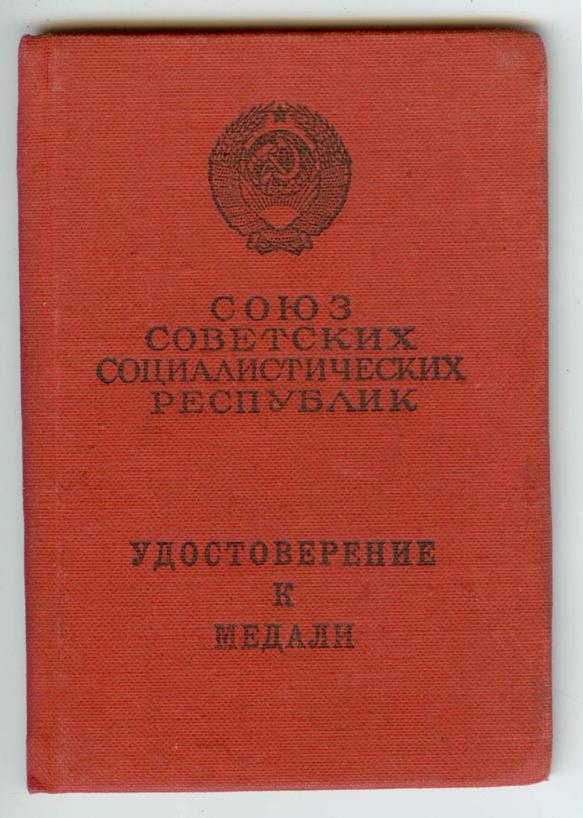 СОЮЗ
СОВЕТСКИХ
СОЦИАЛИСТИЧЕСКИХ
РЕСПУБЛИК
УДОСТОВЕРЕНИЕ
К
МЕДАЛИ